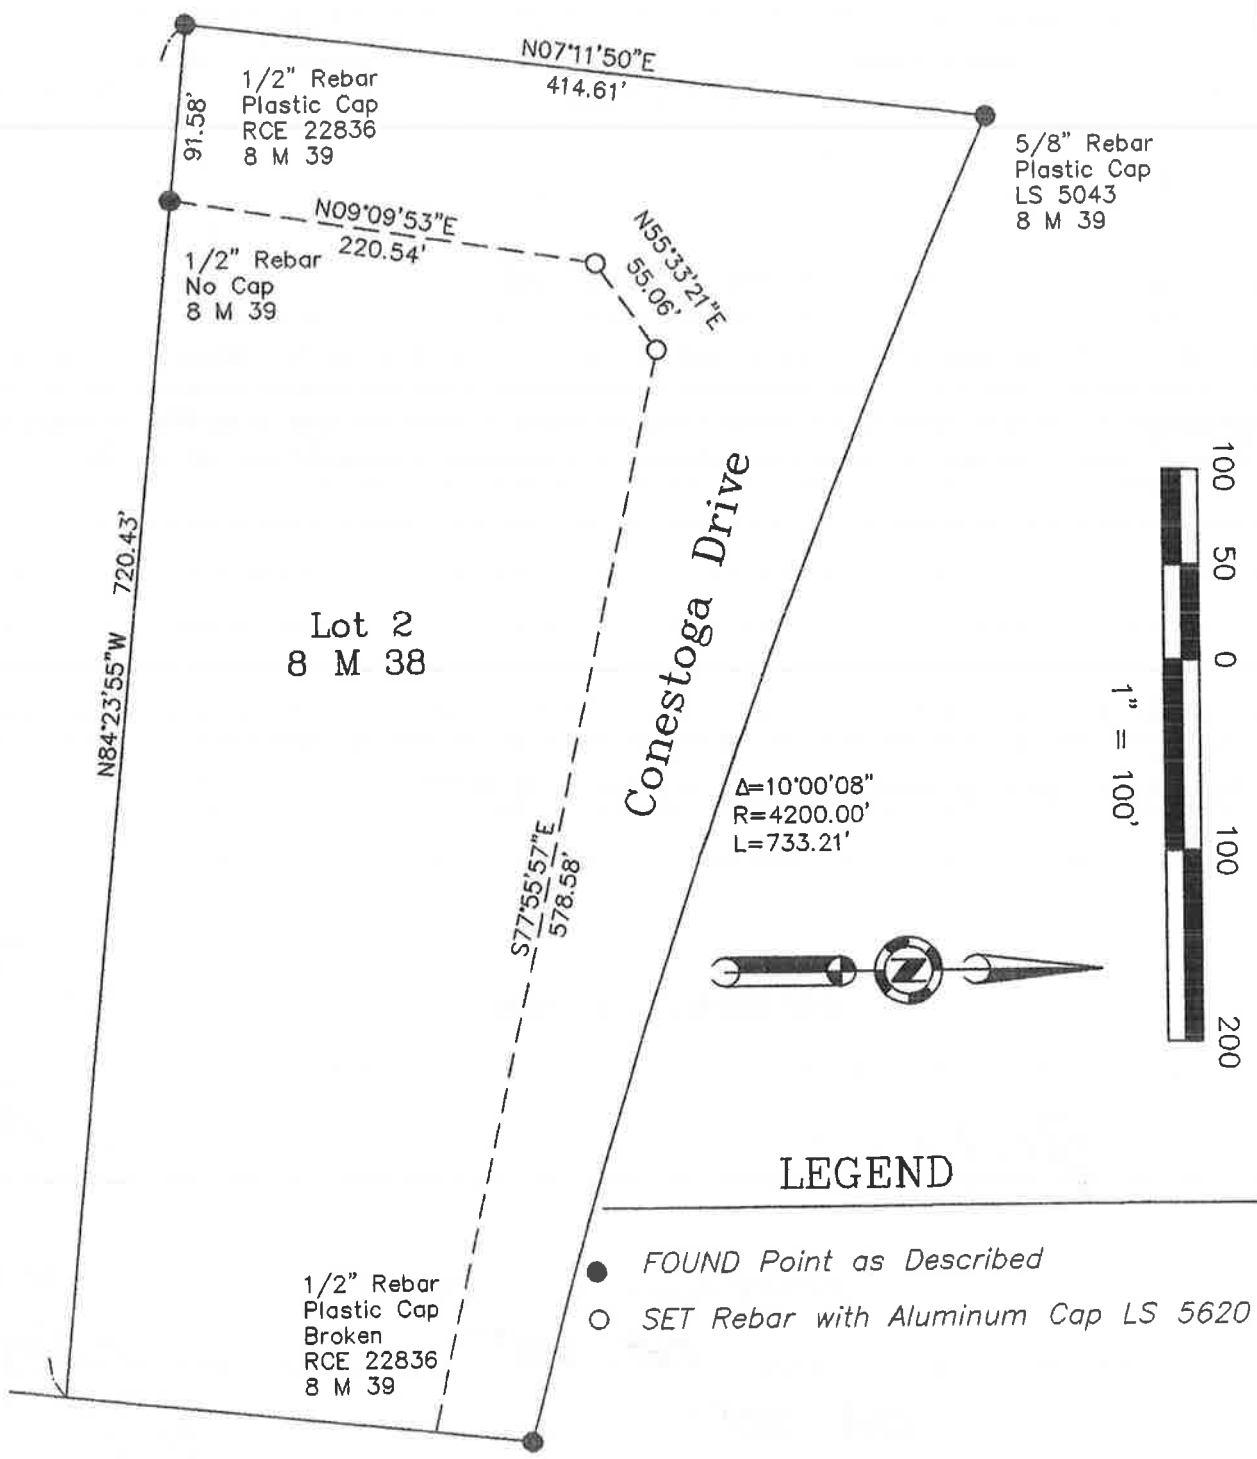 N07°11'50"E
414.61'
1/2" Rebar
Plastic Cap
RCE 22836
8 M 39
91.58'
5/8" Rebar
Plastic Cap
LS 5043
8 M 39
N09°09'53"E
220.54'
N55°33'21"E
55.06'
1/2" Rebar
No Cap
8 M 39
N84°23'55"W 720.43'
Lot 2
8 M 38
Conestoga Drive
S77°55'57"E
578.58'
Δ=10°00'08"
R=4200.00'
L=733.21'
100 50 0 100 200
1" = 100'
N
LEGEND
FOUND Point as Described
SET Rebar with Aluminum Cap LS 5620
1/2" Rebar
Plastic Cap
Broken
RCE 22836
8 M 39